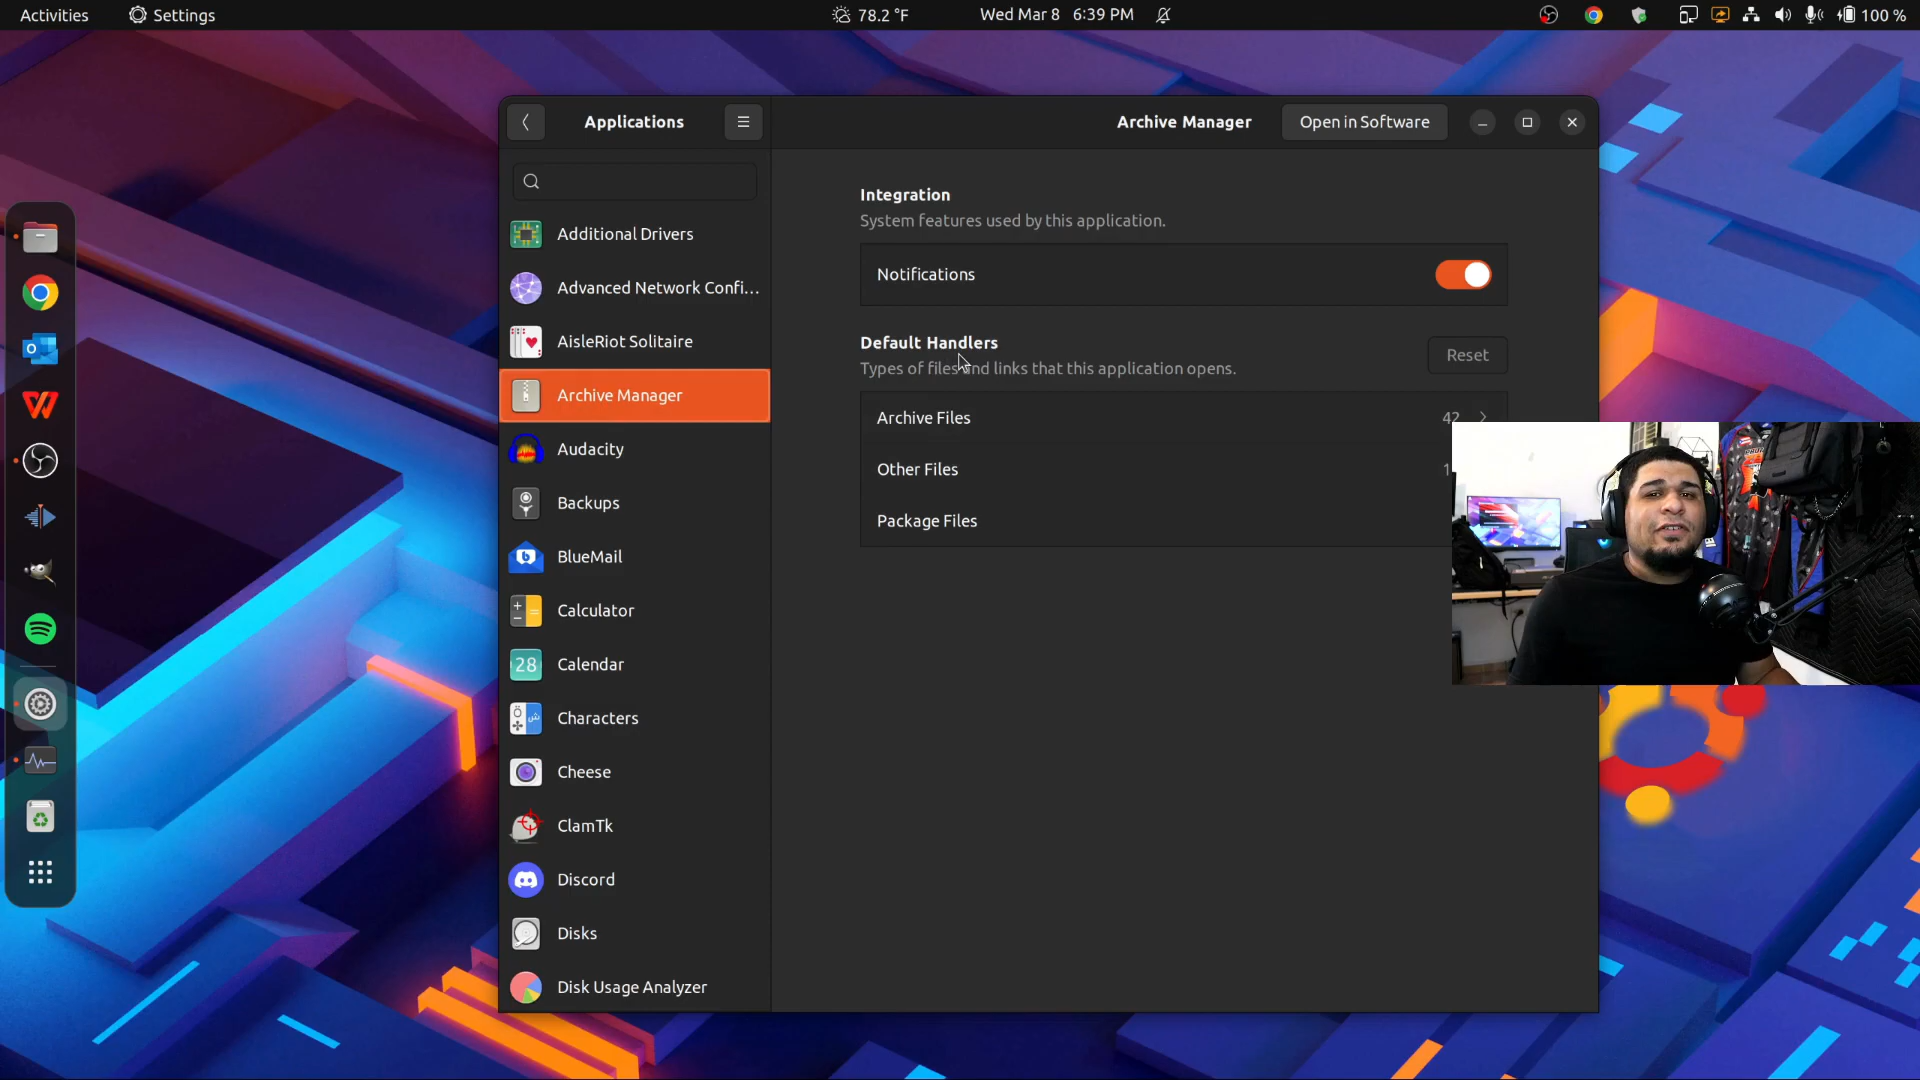 Activities Settings 78.2 °F Wed Mar 8 6:39 PM 100 %
Applications
Archive Manager Open in Software
Additional Drivers
Advanced Network Confi...
AisleRiot Solitaire
Archive Manager
Audacity
Backups
BlueMail
Calculator
28 Calendar
Characters
Cheese
ClamTk
Discord
Disks
Disk Usage Analyzer
Integration
System features used by this application.
Notifications
Default Handlers
Types of files and links that this application opens.
Reset
Archive Files 42
Other Files 1
Package Files